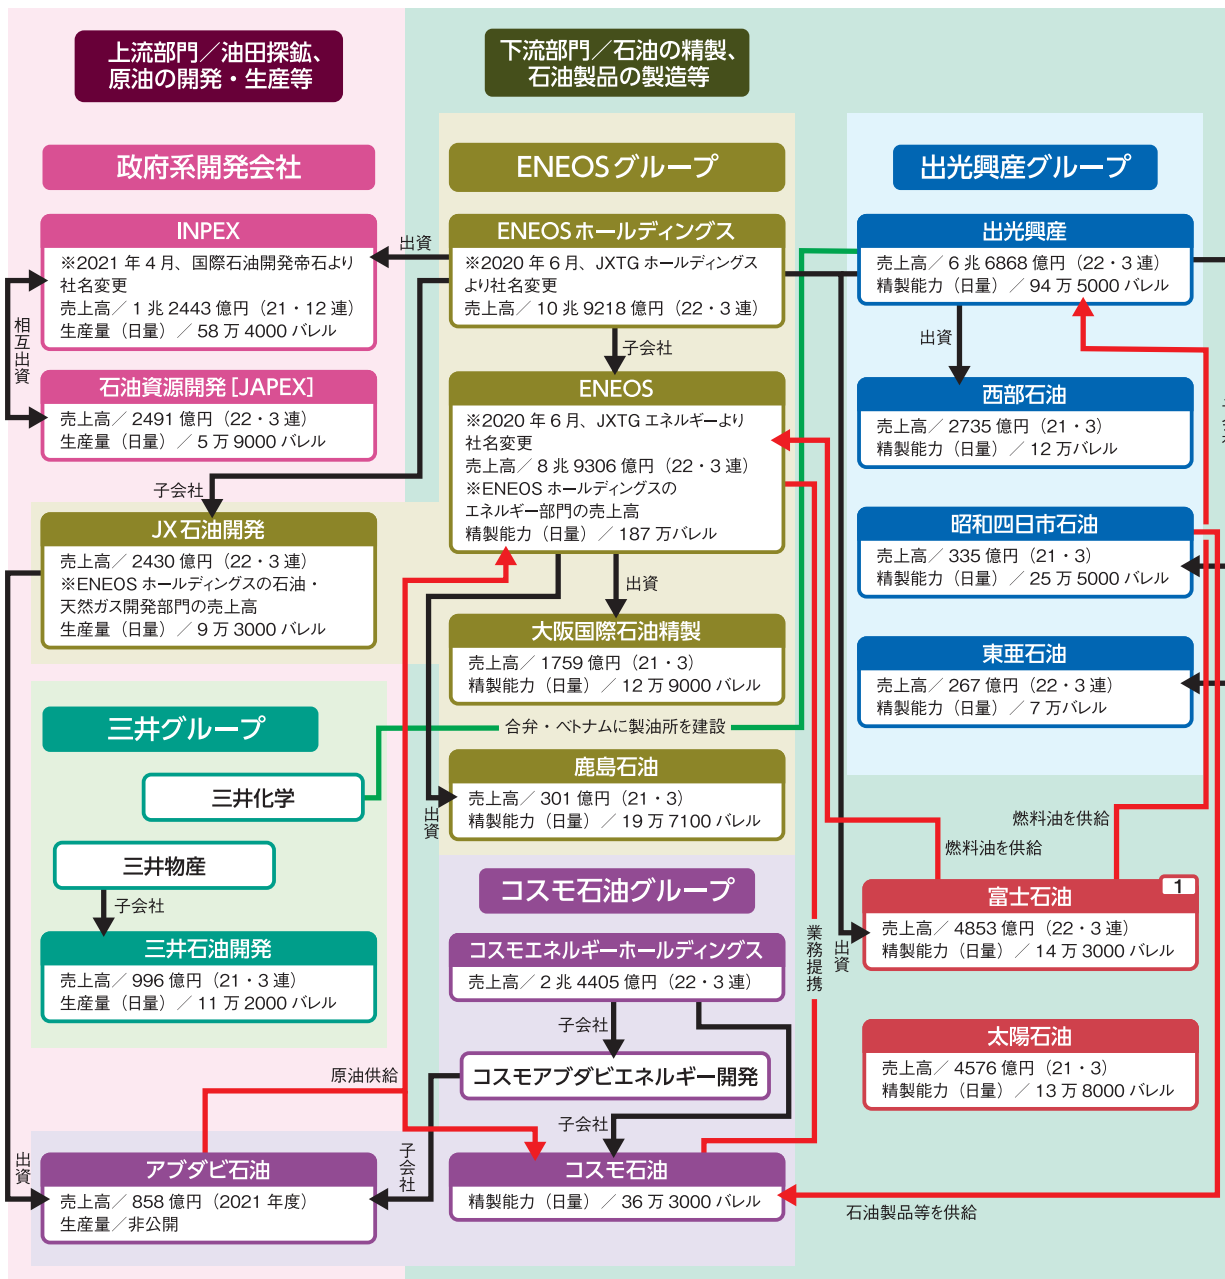 上流部門／油田探鉱、
原油の開発・生産等
下流部門／石油の精製、
石油製品の製造等
政府系開発会社
INPEX
※2021年4月、国際石油開発帝石より
社名変更
売上高／1兆2443億円（21・12連）
生産量（日量）／58万4000バレル
相互出資
石油資源開発［JAPEX］
売上高／2491億円（22・3連）
生産量（日量）／5万9000バレル
子会社
JX石油開発
売上高／2430億円（22・3連）
※ENEOSホールディングスの石油・
天然ガス開発部門の売上高
生産量（日量）／9万3000バレル
三井グループ
三井化学
三井物産
子会社
三井石油開発
売上高／996億円（21・3連）
生産量（日量）／11万2000バレル
原油供給
出資
アブダビ石油
売上高／858億円（2021年度）
生産量／非公開
子会社
ENEOSグループ
出資
ENEOSホールディングス
※2020年6月、JXTGホールディングス
より社名変更
売上高／10兆9218億円（22・3連）
子会社
ENEOS
※2020年6月、JXTGエネルギーより
社名変更
売上高／8兆9306億円（22・3連）
※ENEOSホールディングスの
エネルギー部門の売上高
精製能力（日量）／187万バレル
出資
大阪国際石油精製
売上高／1759億円（21・3）
精製能力（日量）／12万9000バレル
合弁・ベトナムに製油所を建設
出資
鹿島石油
売上高／301億円（21・3）
精製能力（日量）／19万7100バレル
コスモ石油グループ
コスモエネルギーホールディングス
売上高／2兆4405億円（22・3連）
子会社
コスモアブダビエネルギー開発
子会社
コスモ石油
精製能力（日量）／36万3000バレル
業務提携
出光興産グループ
出光興産
売上高／6兆6868億円（22・3連）
精製能力（日量）／94万5000バレル
出資
西部石油
売上高／2735億円（21・3）
精製能力（日量）／12万バレル
昭和四日市石油
売上高／335億円（21・3）
精製能力（日量）／25万5000バレル
東亜石油
売上高／267億円（22・3連）
精製能力（日量）／7万バレル
燃料油を供給
燃料油を供給
出資
1
富士石油
売上高／4853億円（22・3連）
精製能力（日量）／14万3000バレル
太陽石油
売上高／4576億円（21・3）
精製能力（日量）／13万8000バレル
石油製品等を供給